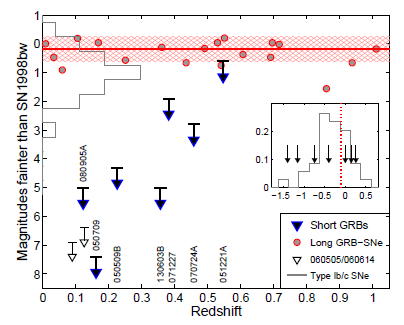 Magnitudes fainter than SN1998bw
1
0
1
2
3
4
5
6
7
8
080905A
050709
050509B
130603B
071227
070724A
051221A
0.2
0.1
0
−1.5 −1 −0.5 0 0.5
Short GRBs
Long GRB-SNe
060505/060614
Type Ib/c SNe
0 0.1 0.2 0.3 0.4 0.5 0.6 0.7 0.8 0.9 1
Redshift